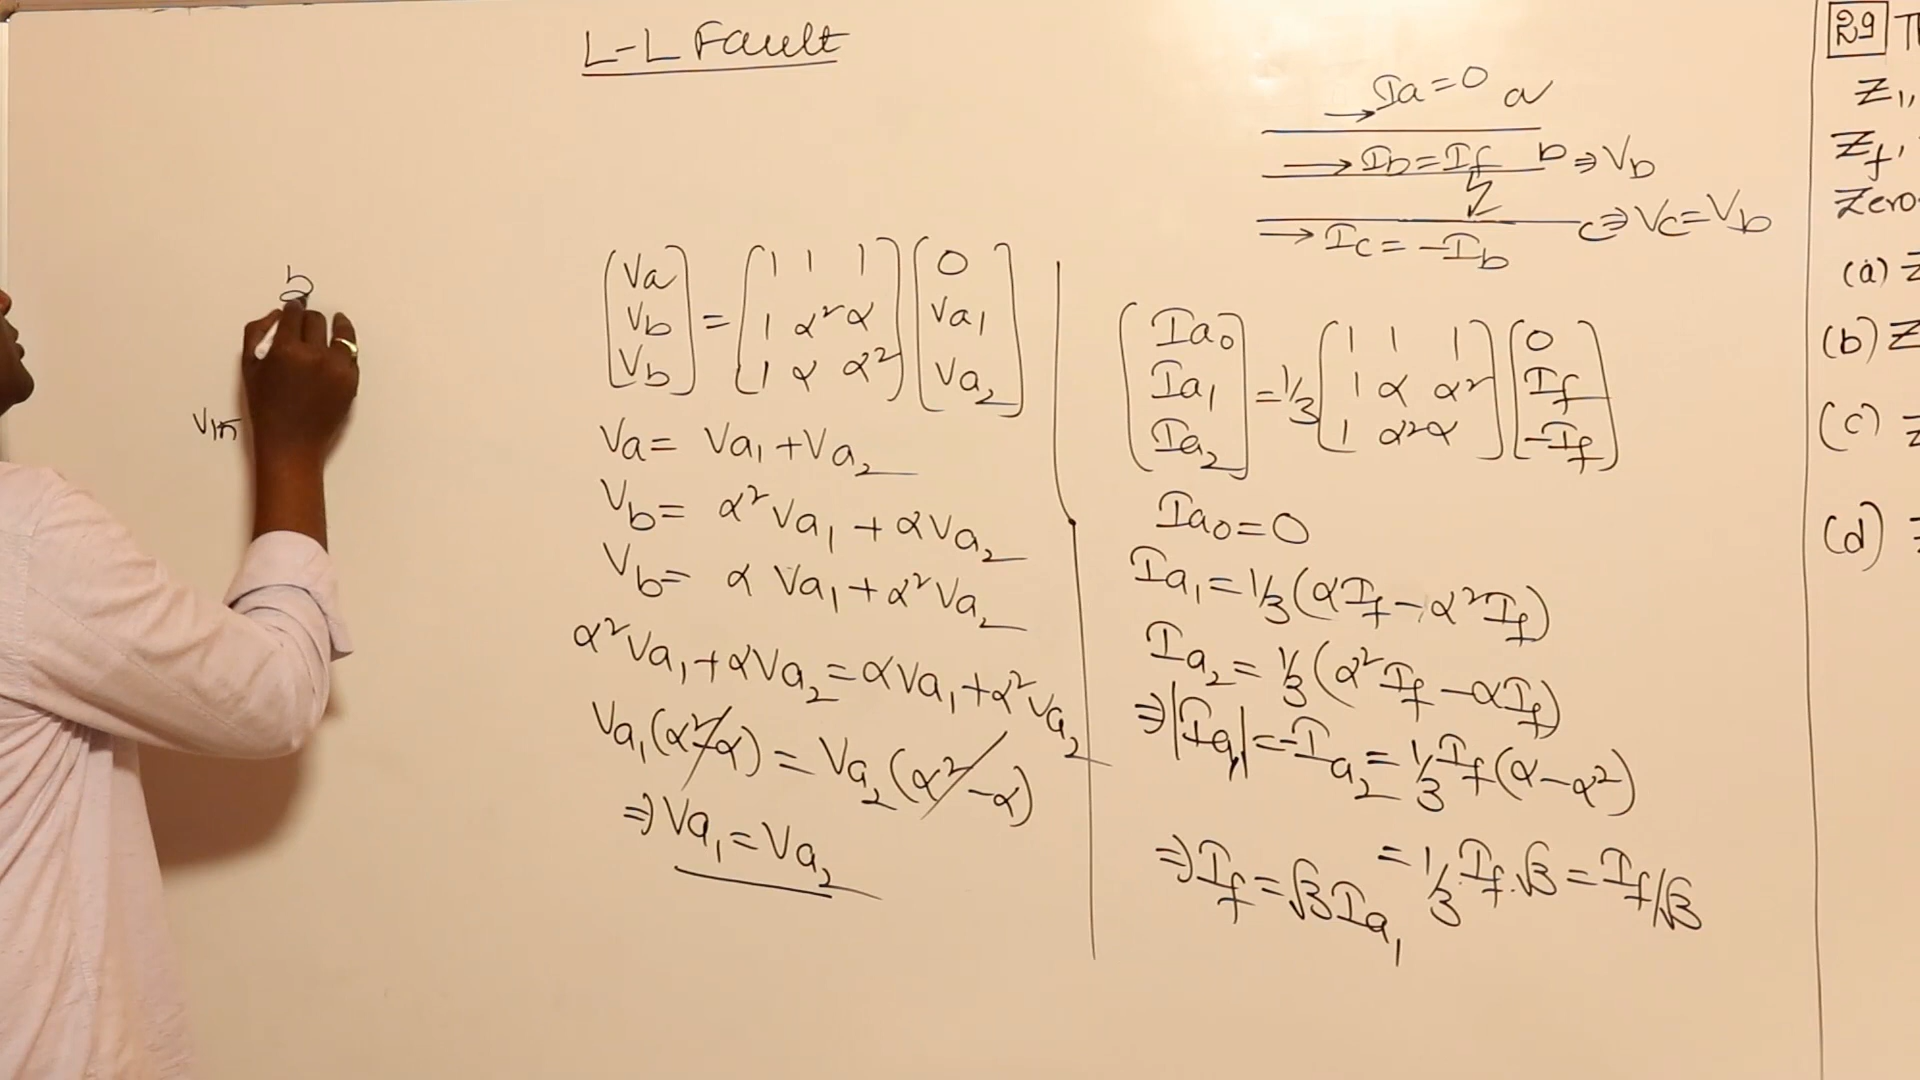 L-L Fault
Ia=0 a
Ib=If b⇒Vb
c⇒Vc=Vb
Ic=-Ib
[Va Vb Vb] = [1 1 1; 1 α² α; 1 α α²] [0 Va₁ Va₂]
Va= Va₁+Va₂
Vb= α²Va₁ + αVa₂
Vb= α Va₁+α²Va₂
α²Va₁+αVa₂=αVa₁+α²Va₂
Va₁(α²-α) = Va₂(α²-α)
⇒Va₁=Va₂
[Ia₀ Ia₁ Ia₂] =1/3 [1 1 1; 1 α α²; 1 α² α] [0 If -If]
Ia₀=0
Ia₁=1/3(αIf-α²If)
Ia₂=1/3(α²If-αIf)
⇒|Ia₁|=-Ia₂=1/3If(α-α²)
=1/3.If.√3=If/√3
⇒If=√3Ia₁
b
29 T
Z₁,
Zf,
Zero
(a) Z
(b) Z
(c) Z
(d)